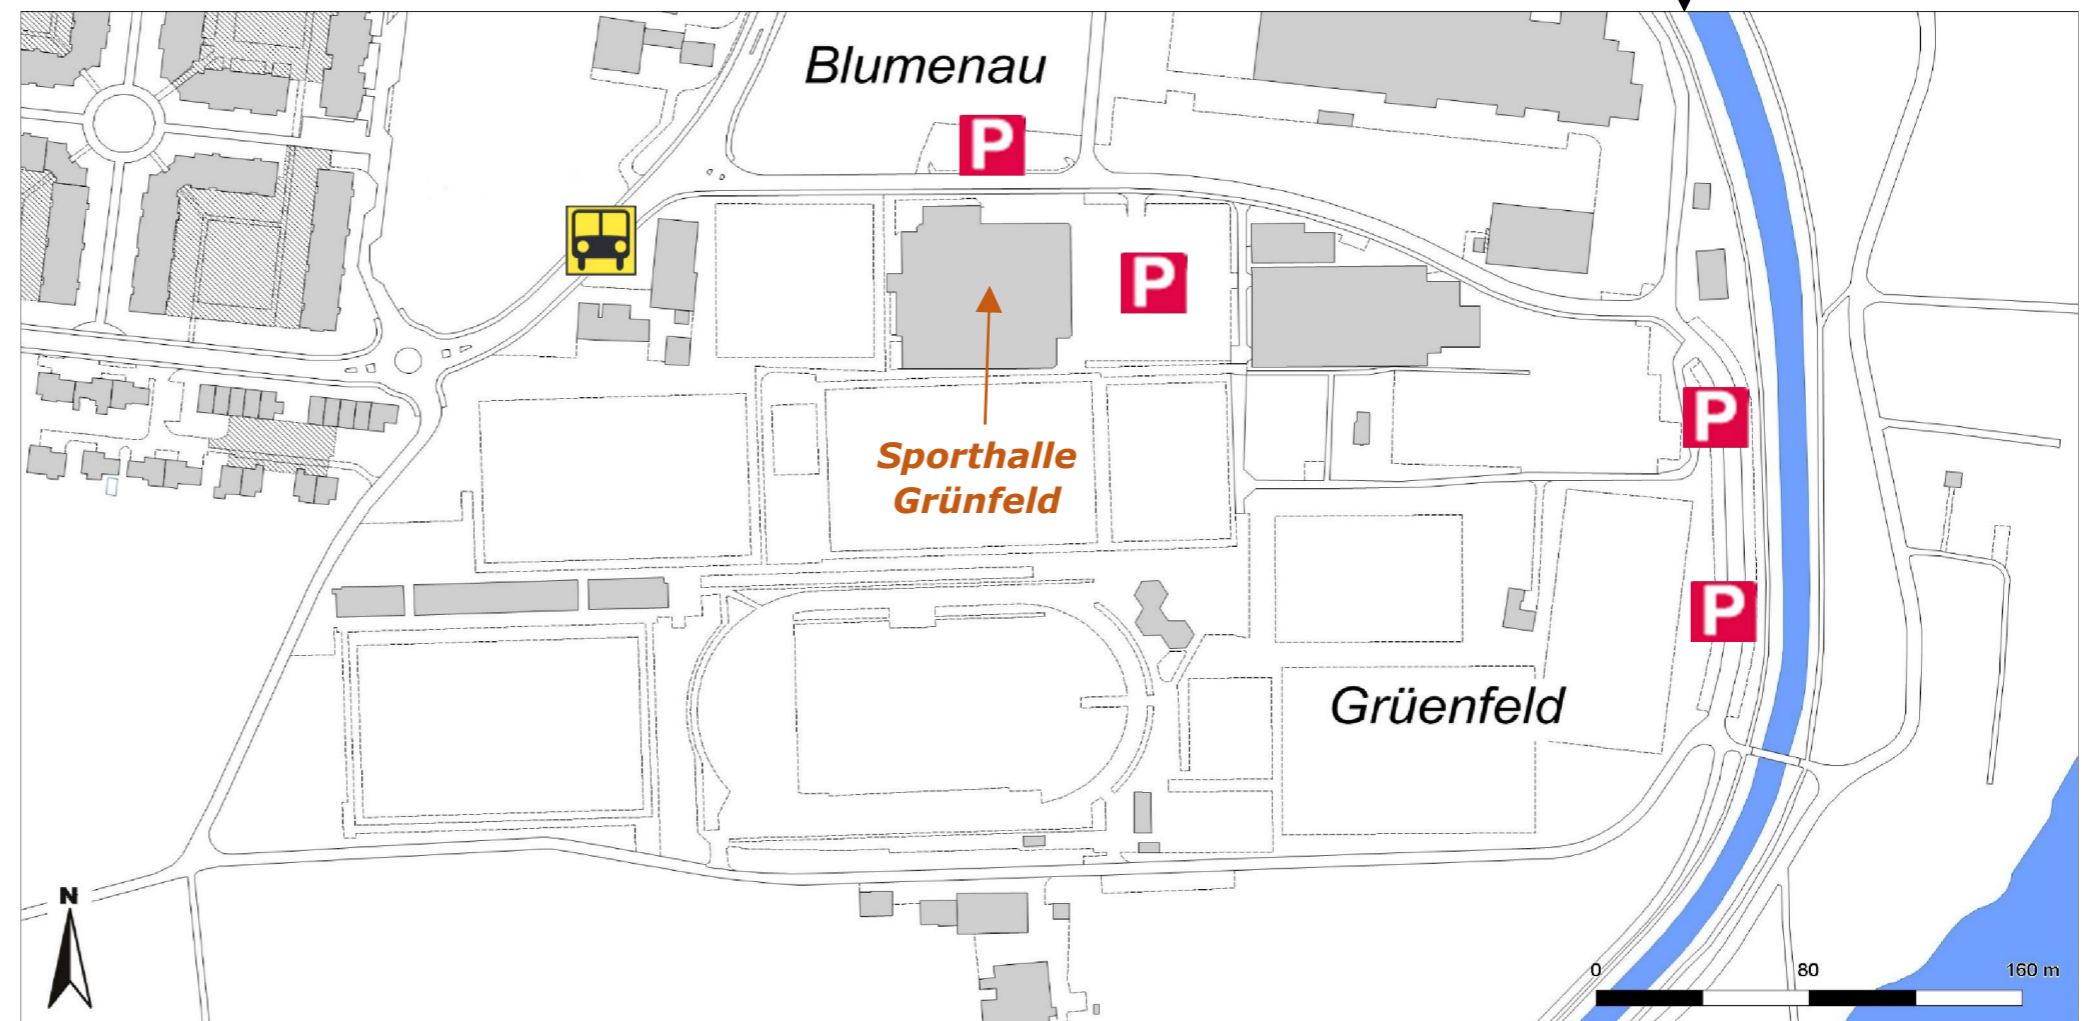 Blumenau
P
P
P
Sporthalle
Grünfeld
P
Grüenfeld
N
0 80 160 m